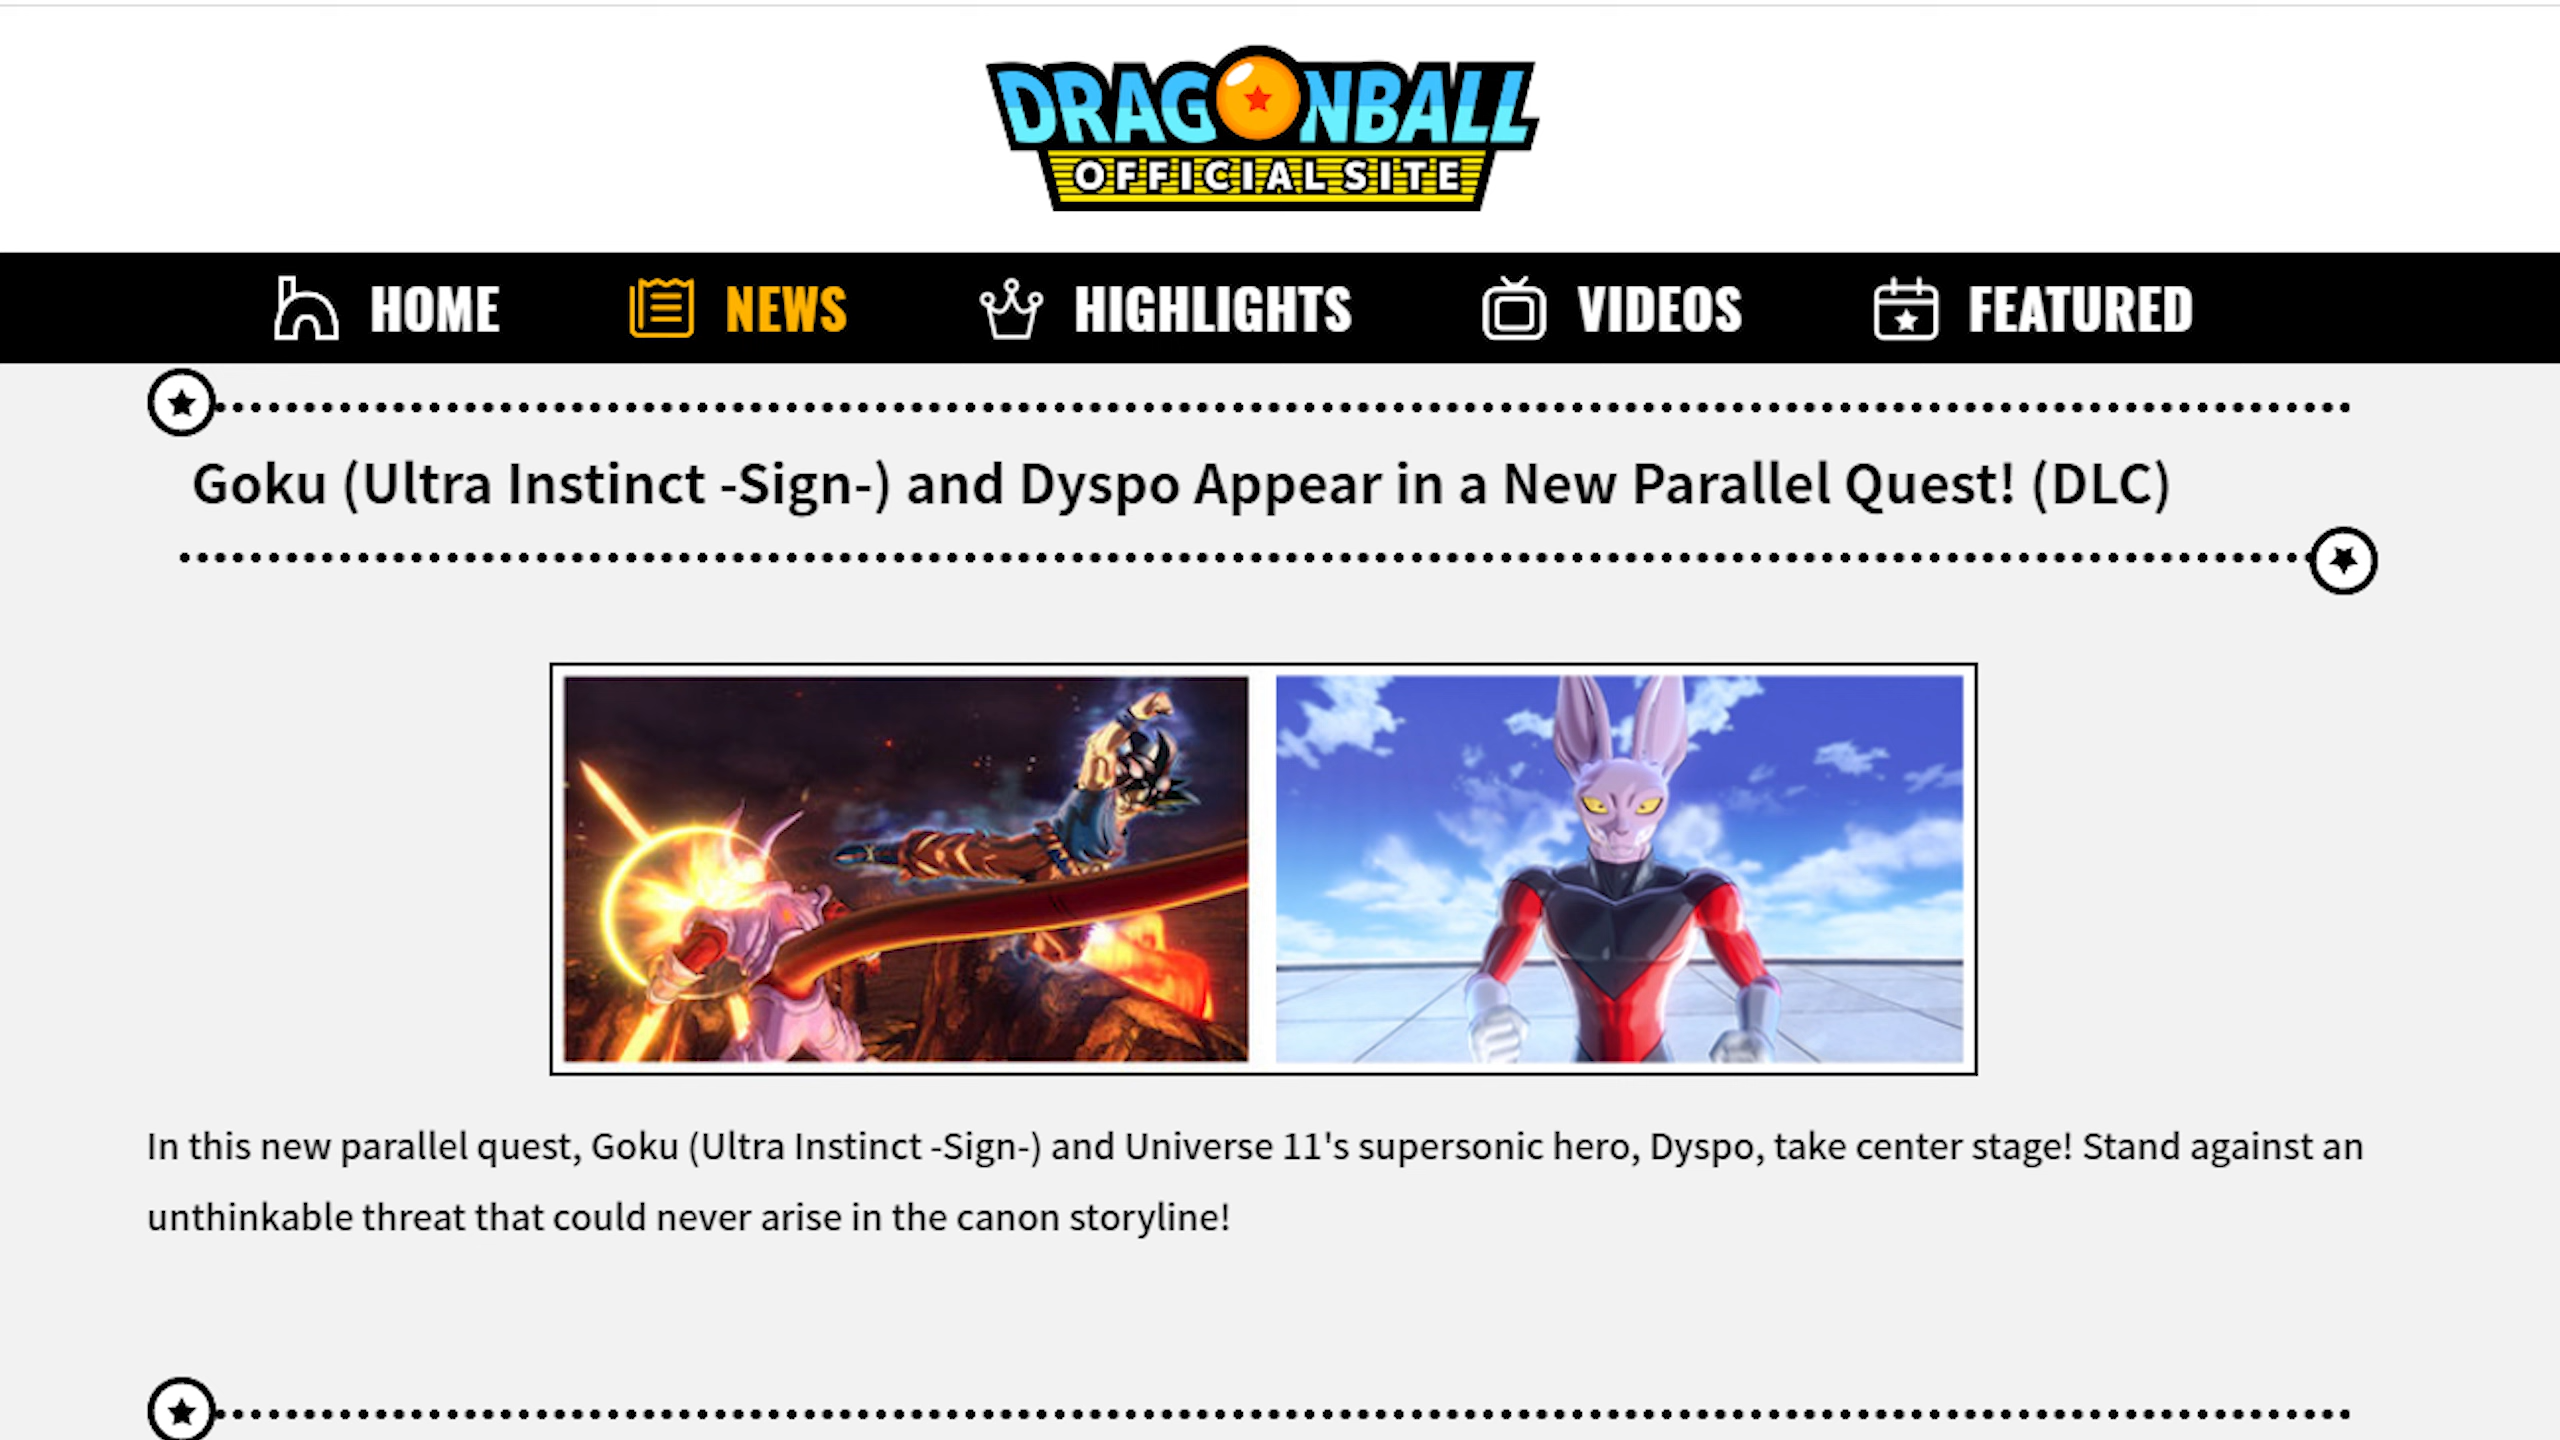 DRAGONBALL
OFFICIAL SITE
HOME NEWS HIGHLIGHTS VIDEOS FEATURED
Goku (Ultra Instinct -Sign-) and Dyspo Appear in a New Parallel Quest! (DLC)
In this new parallel quest, Goku (Ultra Instinct -Sign-) and Universe 11's supersonic hero, Dyspo, take center stage! Stand against an
unthinkable threat that could never arise in the canon storyline!